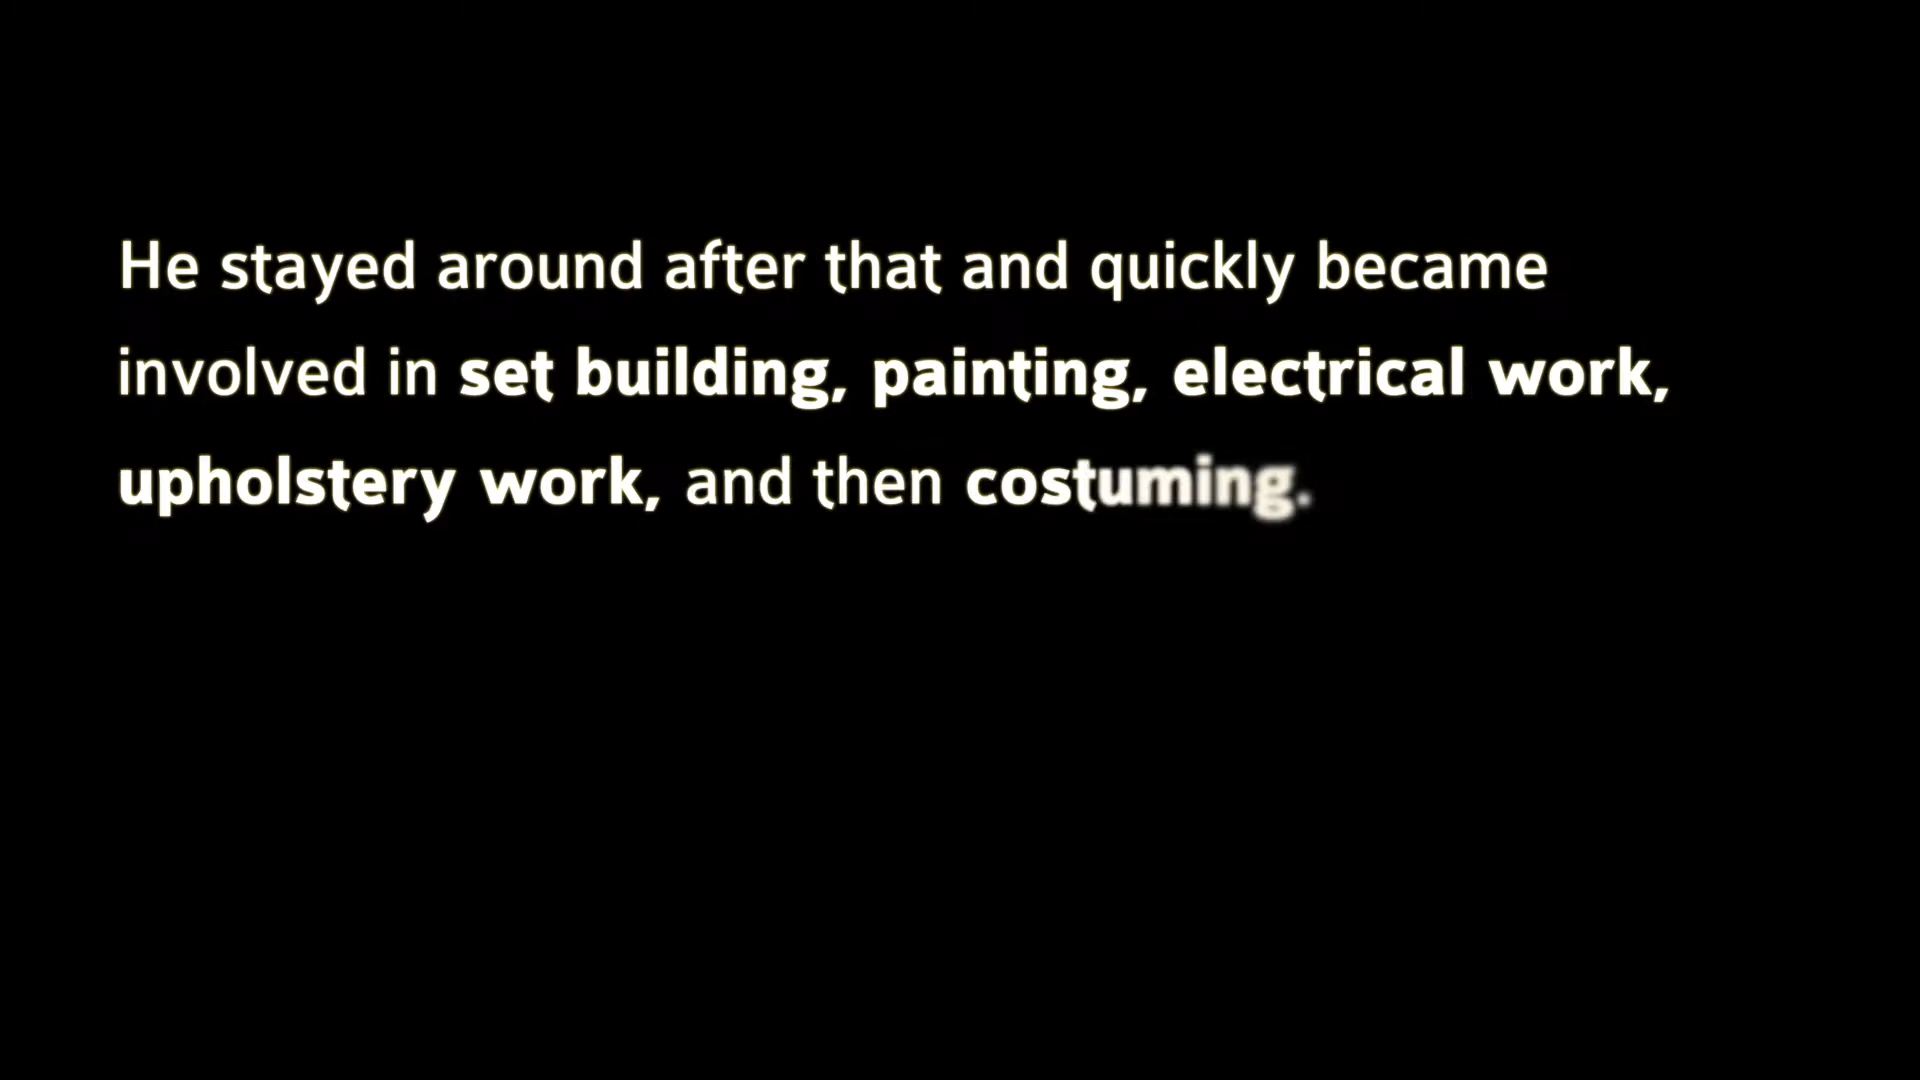 He stayed around after that and quickly became
involved in set building, painting, electrical work,
upholstery work, and then costuming.